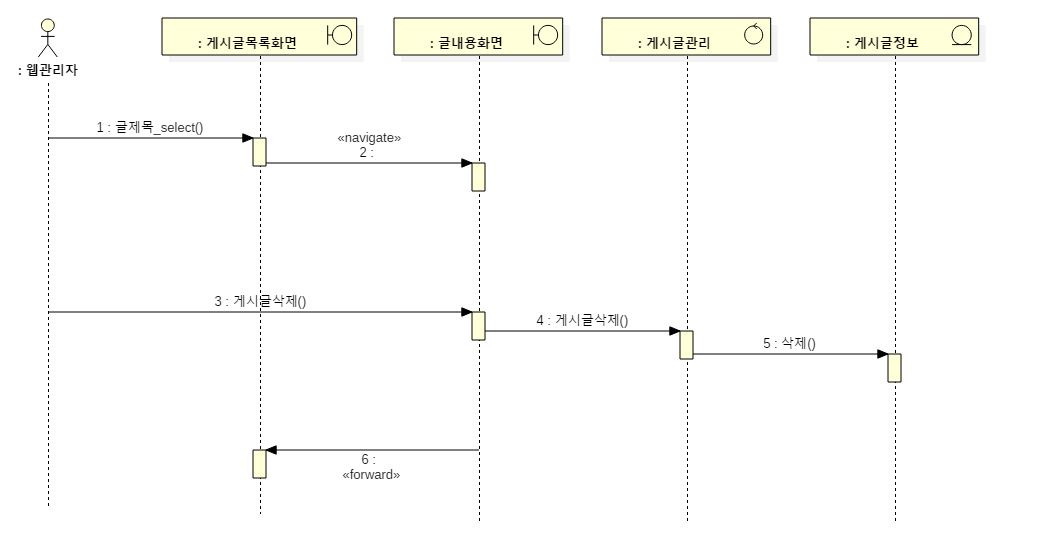 : 웹관리자
: 게시글목록화면
: 글내용화면
: 게시글관리
: 게시글정보
1 : 글제목_select()
«navigate»
2 :
3 : 게시글삭제()
4 : 게시글삭제()
5 : 삭제()
6 :
«forward»